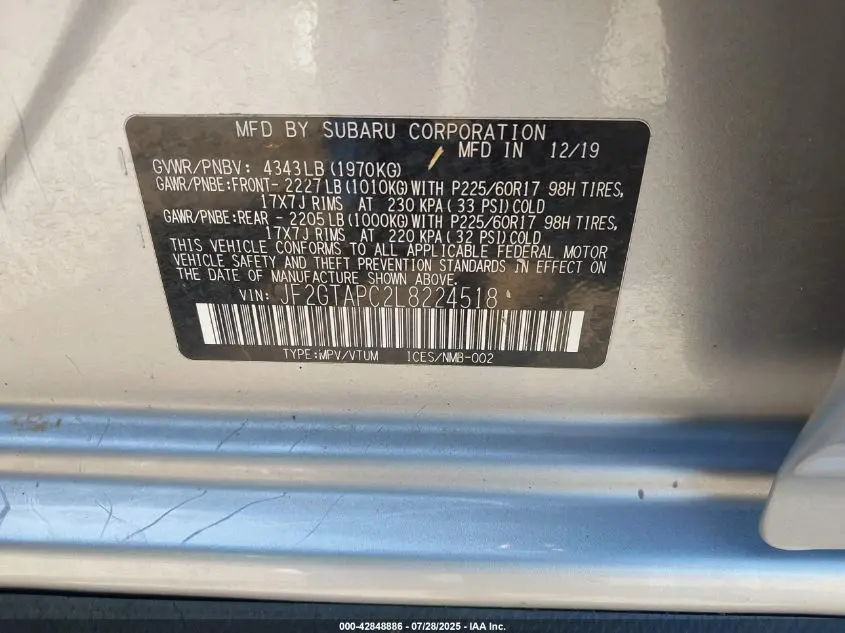 MFD BY SUBARU CORPORATION
MFD IN 12/19
GVWR/PNBV: 4343LB (1970KG)
GAWR/PNBE:FRONT- 2227LB(1010KG)WITH P225/60R17 98H TIRES,
17X7J RIMS AT 230 KPA(33 PSI)COLD
GAWR/PNBE:REAR - 2205LB(1000KG)WITH P225/60R17 98H TIRES,
17X7J RIMS AT 220 KPA(32 PSI)COLD
THIS VEHICLE CONFORMS TO ALL APPLICABLE FEDERAL MOTOR
VEHICLE SAFETY AND THEFT PREVENTION STANDARDS IN EFFECT ON
THE DATE OF MANUFACTURE SHOWN ABOVE.
VIN: JF2GTAPC2L8224518
TYPE:MPV/VTUM ICES/NMB-002
000-42848886 - 07/28/2025 - IAA Inc.